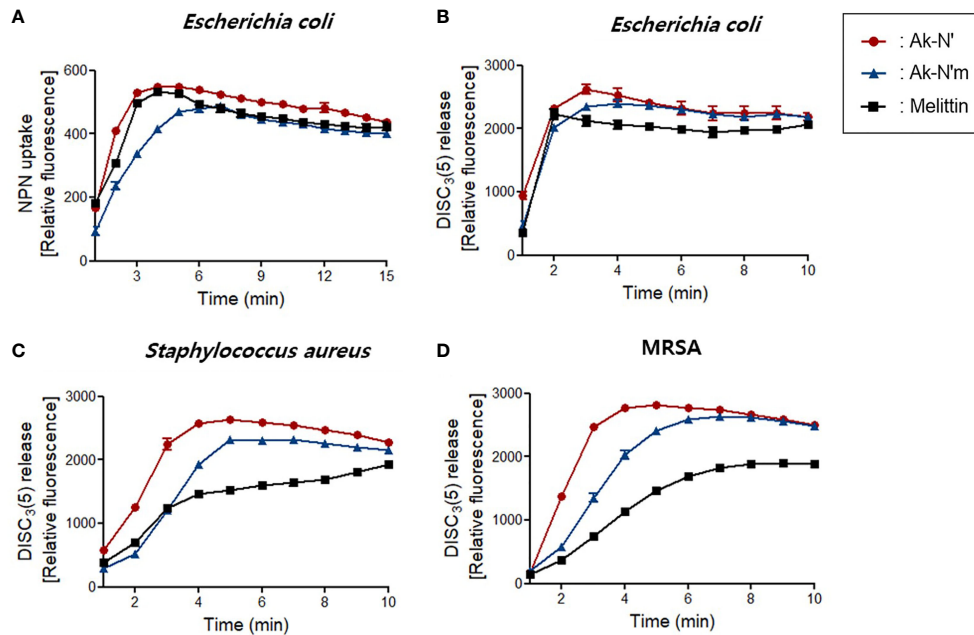 A
Escherichia coli
NPN uptake
[Relative fluorescence]
600
400
200
0
3
6
9
12
15
Time (min)
B
Escherichia coli
DISC₃(5) release
[Relative fluorescence]
3000
2000
1000
0
2
4
6
8
10
Time (min)
: Ak-N'
: Ak-N'm
: Melittin
C
Staphylococcus aureus
DISC₃(5) release
[Relative fluorescence]
3000
2000
1000
0
2
4
6
8
10
Time (min)
D
MRSA
DISC₃(5) release
[Relative fluorescence]
3000
2000
1000
0
2
4
6
8
10
Time (min)